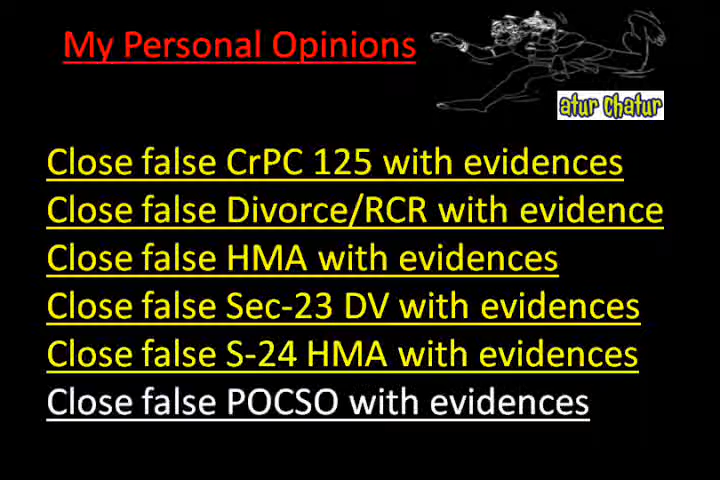 My Personal Opinions
atur Chatur
Close false CrPC 125 with evidences
Close false Divorce/RCR with evidence
Close false HMA with evidences
Close false Sec-23 DV with evidences
Close false S-24 HMA with evidences
Close false POCSO with evidences